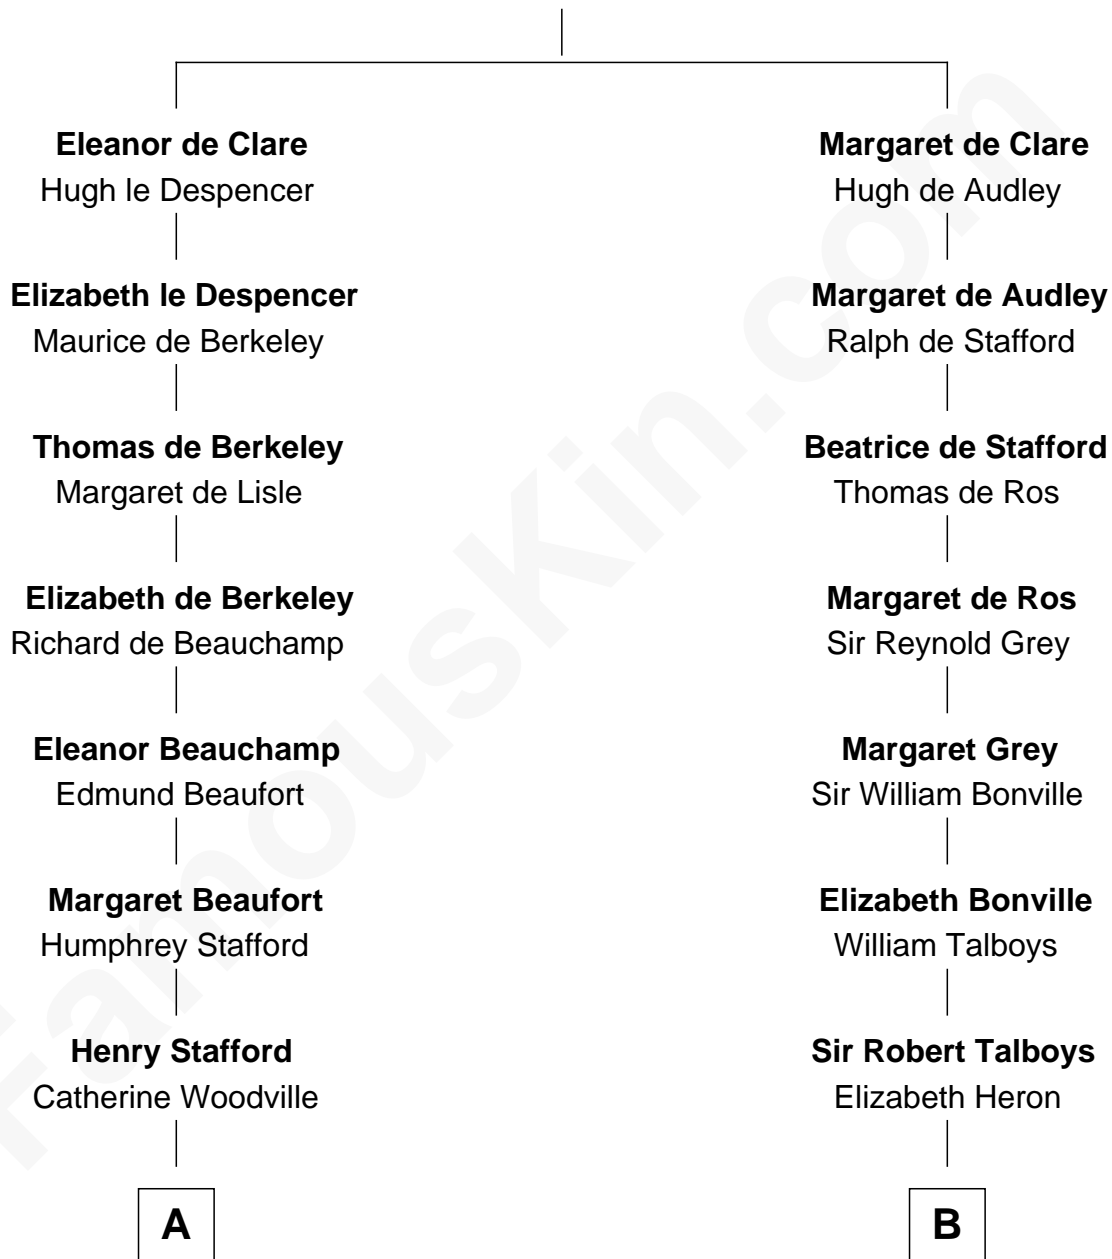 Eleanor de Clare
Hugh le Despencer
Margaret de Clare
Hugh de Audley
Elizabeth le Despencer
Maurice de Berkeley
Margaret de Audley
Ralph de Stafford
Thomas de Berkeley
Margaret de Lisle
Beatrice de Stafford
Thomas de Ros
Elizabeth de Berkeley
Richard de Beauchamp
Margaret de Ros
Sir Reynold Grey
Eleanor Beauchamp
Edmund Beaufort
Margaret Grey
Sir William Bonville
Margaret Beaufort
Humphrey Stafford
Elizabeth Bonville
William Talboys
Henry Stafford
Catherine Woodville
Sir Robert Talboys
Elizabeth Heron
A
B
FamousKin.com